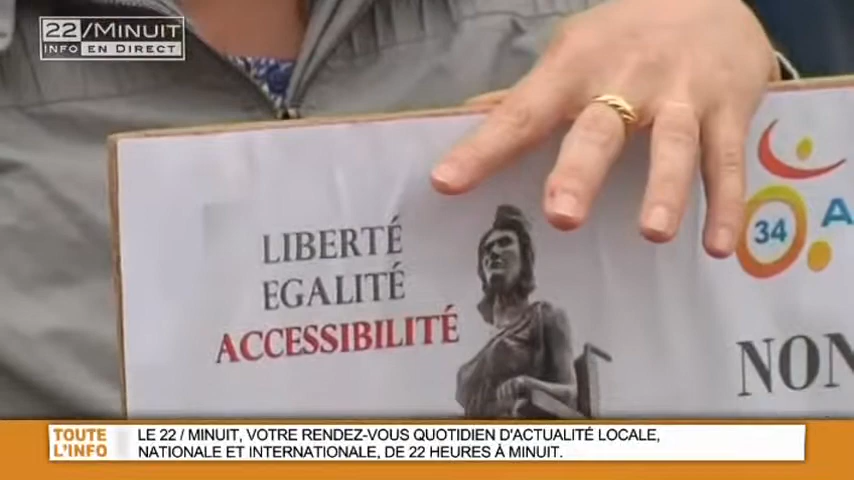 22/MINUIT
INFO EN DIRECT
LIBERTÉ
EGALITÉ
ACCESSIBILITÉ
34
A
NON
TOUTE L'INFO
LE 22 / MINUIT, VOTRE RENDEZ-VOUS QUOTIDIEN D'ACTUALITÉ LOCALE,
NATIONALE ET INTERNATIONALE, DE 22 HEURES À MINUIT.